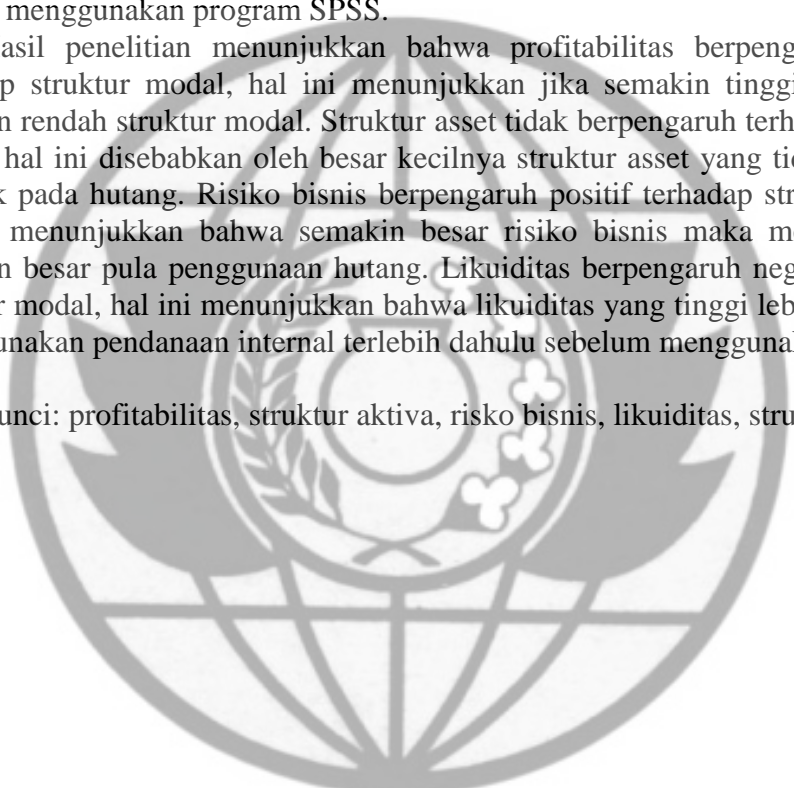 menggunakan program SPSS.
asil penelitian menunjukkan bahwa profitabilitas berpeng
p struktur modal, hal ini menunjukkan jika semakin tinggi
n rendah struktur modal. Struktur asset tidak berpengaruh terh
hal ini disebabkan oleh besar kecilnya struktur asset yang tid
k pada hutang. Risiko bisnis berpengaruh positif terhadap str
menunjukkan bahwa semakin besar risiko bisnis maka m
n besar pula penggunaan hutang. Likuiditas berpengaruh neg
r modal, hal ini menunjukkan bahwa likuiditas yang tinggi leb
unakan pendanaan internal terlebih dahulu sebelum menggunal
unci: profitabilitas, struktur aktiva, risko bisnis, likuiditas, stru